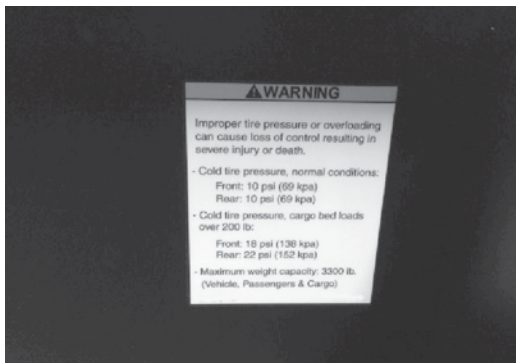 WARNING
Improper tire pressure or overloading
can cause loss of control resulting in
severe injury or death.
- Cold tire pressure, normal conditions:
Front: 10 psi (69 kpa)
Rear: 10 psi (69 kpa)
- Cold tire pressure, cargo bed loads
over 200 lb:
Front: 18 psi (138 kpa)
Rear: 22 psi (152 kpa)
- Maximum weight capacity: 3300 lb.
(Vehicle, Passengers & Cargo)